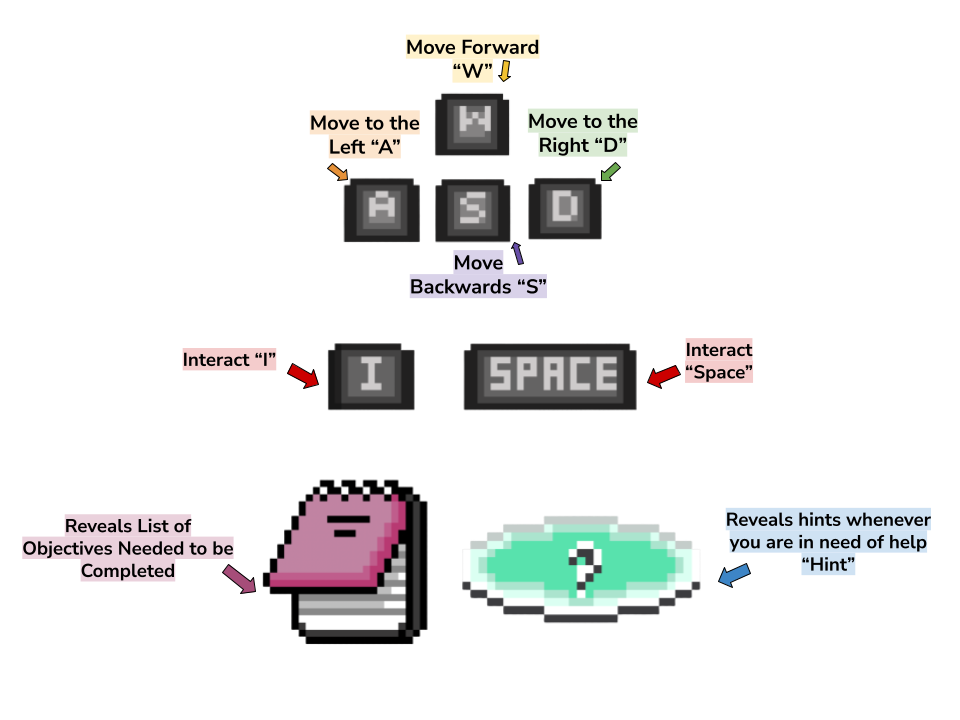 Move Forward
“W”
W
Move to the
Left “A”
Move to the
Right “D”
A
S
D
Move
Backwards “S”
Interact “I”
I
SPACE
Interact
“Space”
Reveals List of
Objectives Needed to be
Completed
?
Reveals hints whenever
you are in need of help
“Hint”